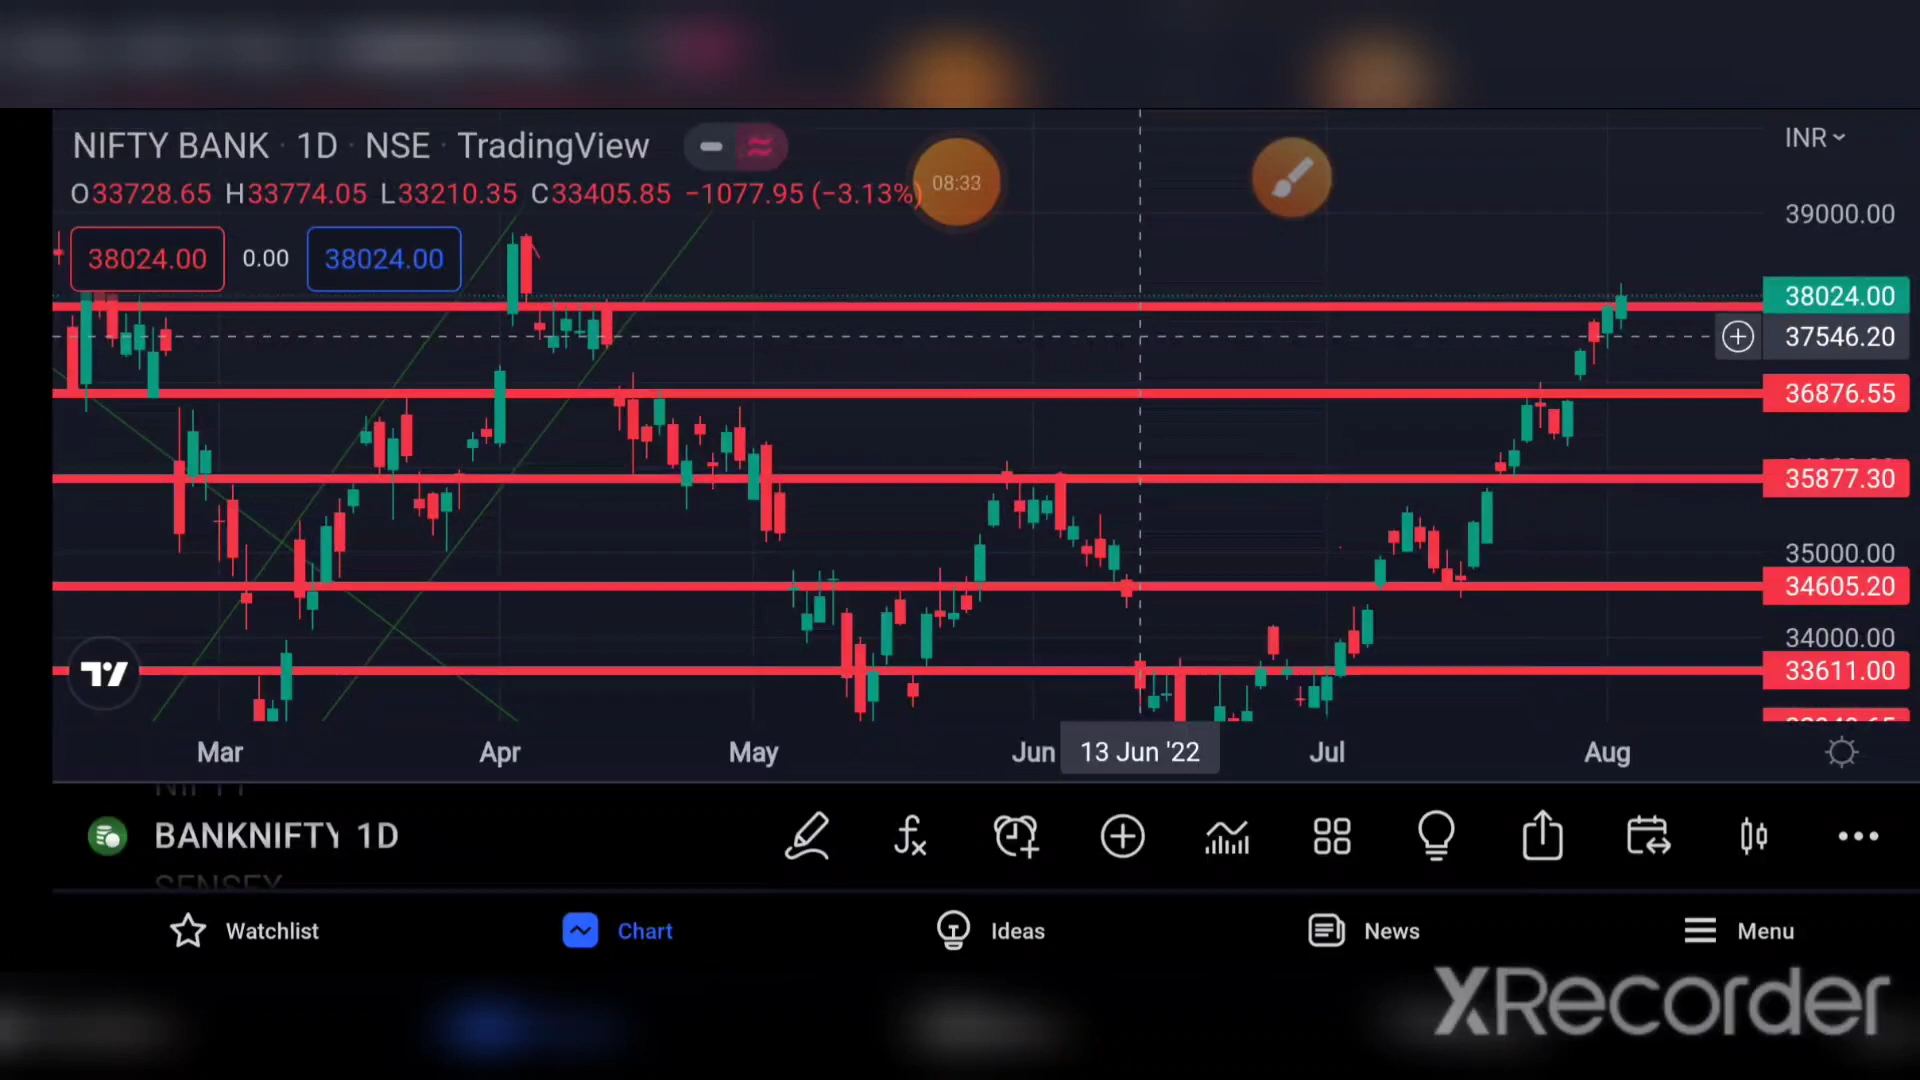 NIFTY BANK · 1D · NSE · TradingView
INR
O33728.65 H33774.05 L33210.35 C33405.85 −1077.95 (−3.13%)
08:33
39000.00
38024.00 0.00 38024.00
38024.00
37546.20
36876.55
35877.30
35000.00
34605.20
34000.00
33611.00
Mar Apr May Jun 13 Jun '22 Jul Aug
NIFTY
BANKNIFTY 1D
SENSEX
Watchlist Chart Ideas News Menu
XRecorder